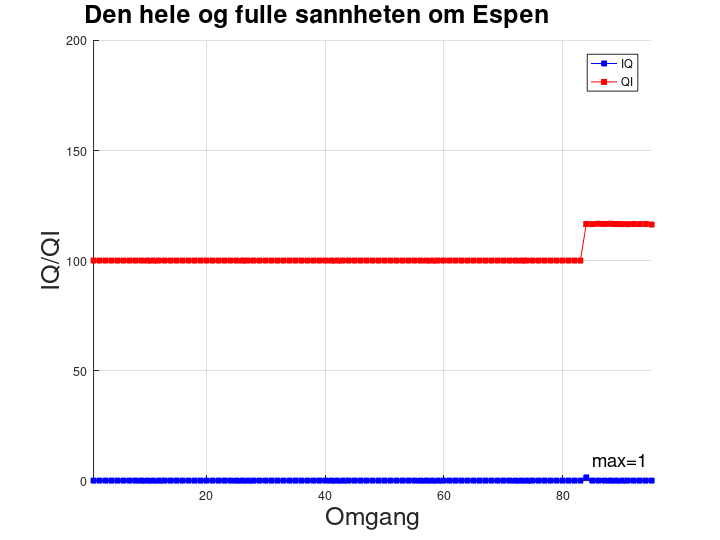 Den hele og fulle sannheten om Espen
200
IQ
QI
150
IQ/QI
100
50
max=1
0
20 40 60 80
Omgang